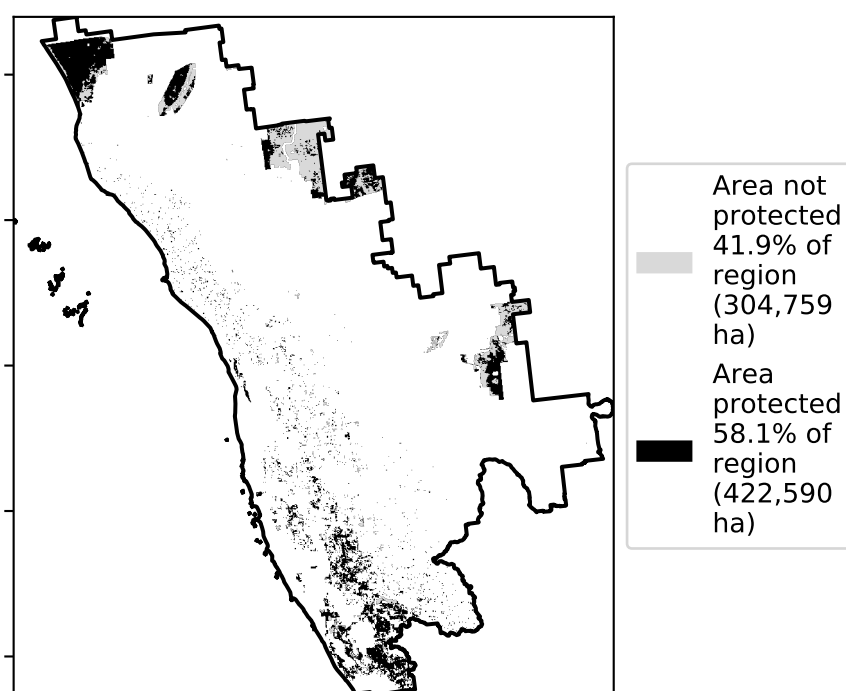 Area not
protected
41.9% of
region
(304,759
ha)
Area
protected
58.1% of
region
(422,590
ha)